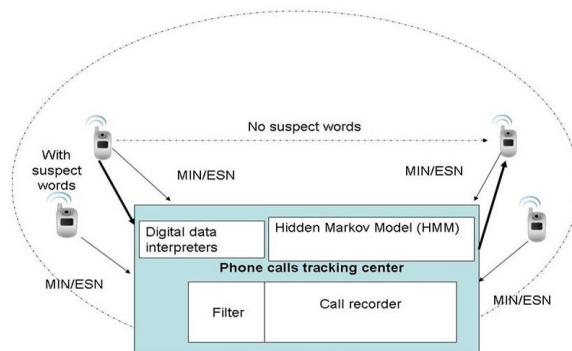 No suspect words
With
suspect
words
MIN/ESN
MIN/ESN
Digital data
interpreters
Hidden Markov Model (HMM)
Phone calls tracking center
MIN/ESN
MIN/ESN
Filter
Call recorder